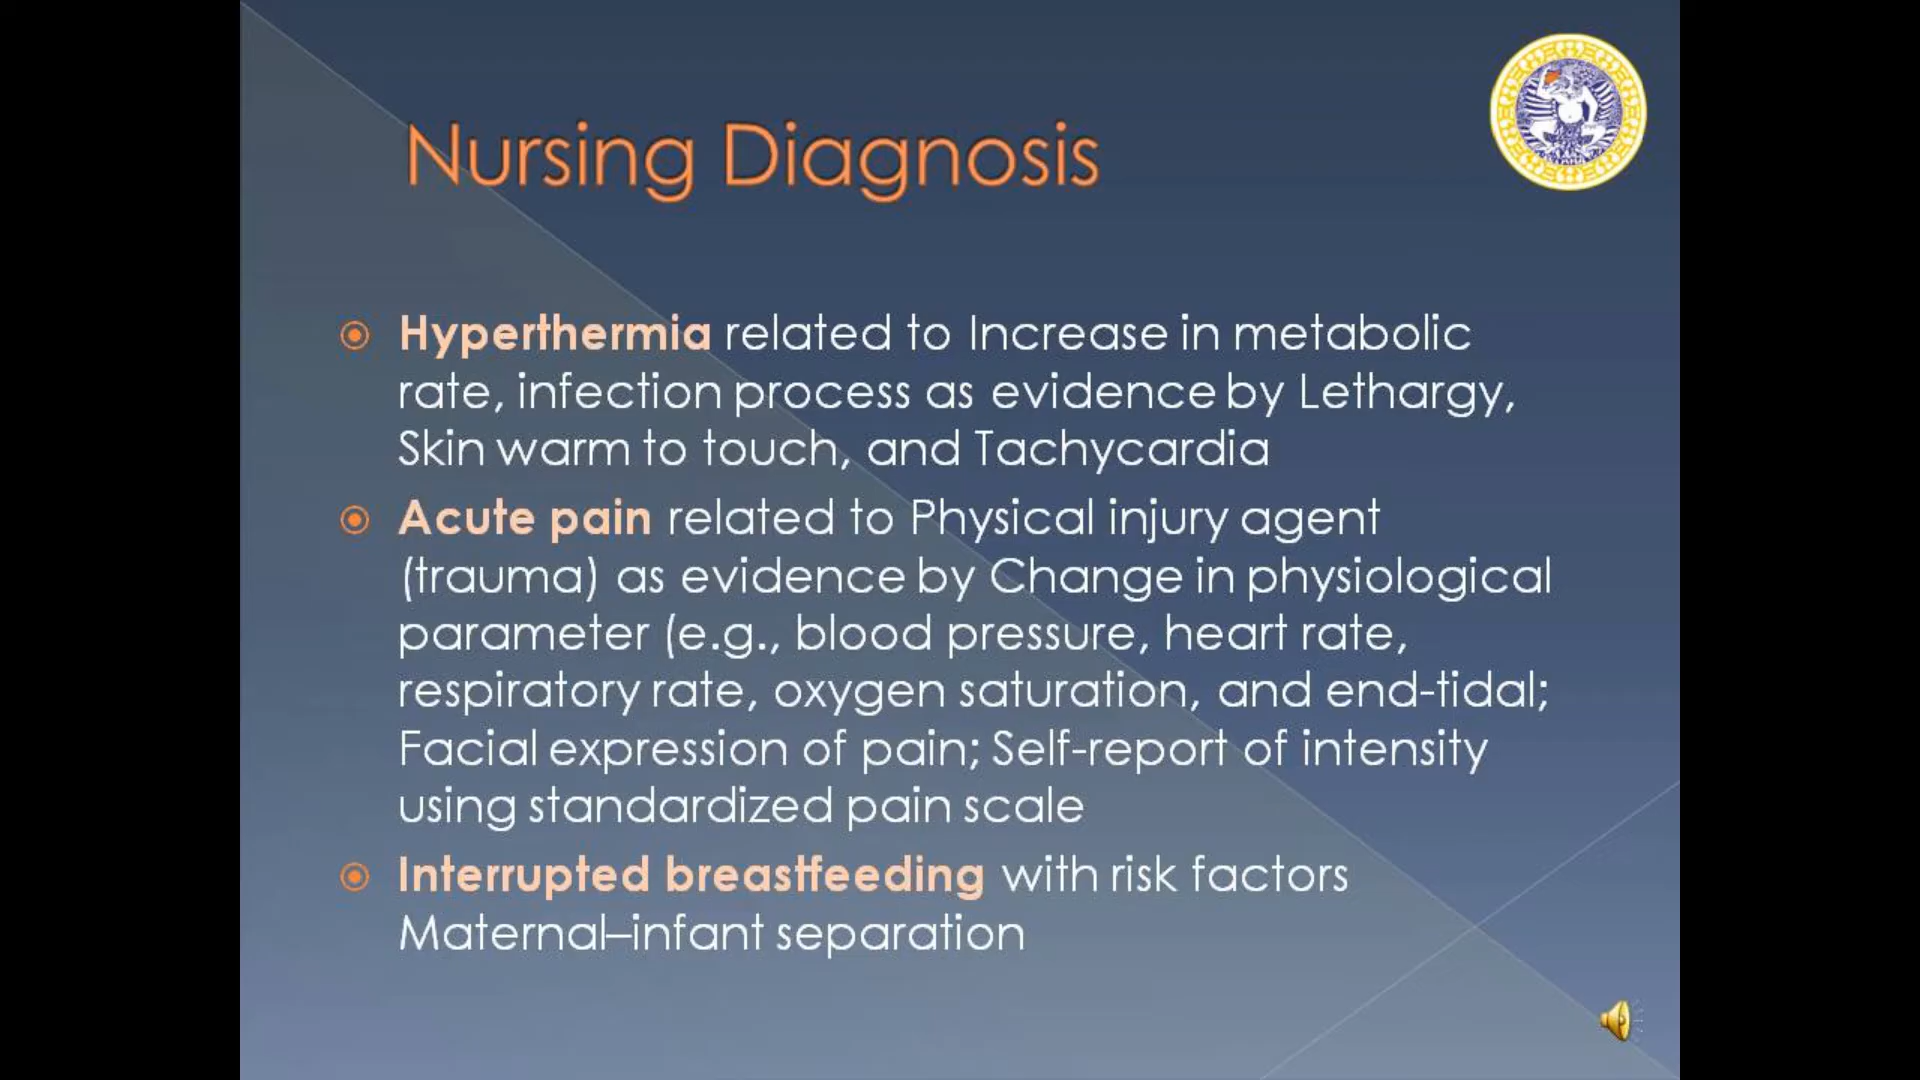 Nursing Diagnosis
Hyperthermia related to Increase in metabolic
rate, infection process as evidence by Lethargy,
Skin warm to touch, and Tachycardia
Acute pain related to Physical injury agent
(trauma) as evidence by Change in physiological
parameter (e.g., blood pressure, heart rate,
respiratory rate, oxygen saturation, and end-tidal;
Facial expression of pain; Self-report of intensity
using standardized pain scale
Interrupted breastfeeding with risk factors
Maternal–infant separation